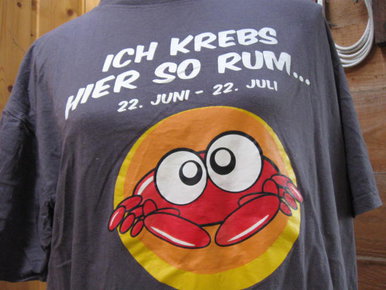 ICH KREBS
HIER SO RUM...
22. JUNI - 22. JULI